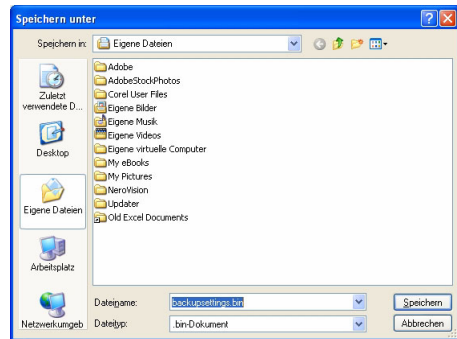 Speichern unter
Speichern in:
Eigene Dateien
Zuletzt
verwendete D...
Desktop
Eigene Dateien
Arbeitsplatz
Netzwerkumgeb
Adobe
AdobeStockPhotos
Corel User Files
Eigene Bilder
Eigene Musik
Eigene Videos
Eigene virtuelle Computer
My eBooks
My Pictures
NeroVision
Updater
Old Excel Documents
Dateiname:
backupsettings.bin
Speichern
Dateityp:
.bin-Dokument
Abbrechen